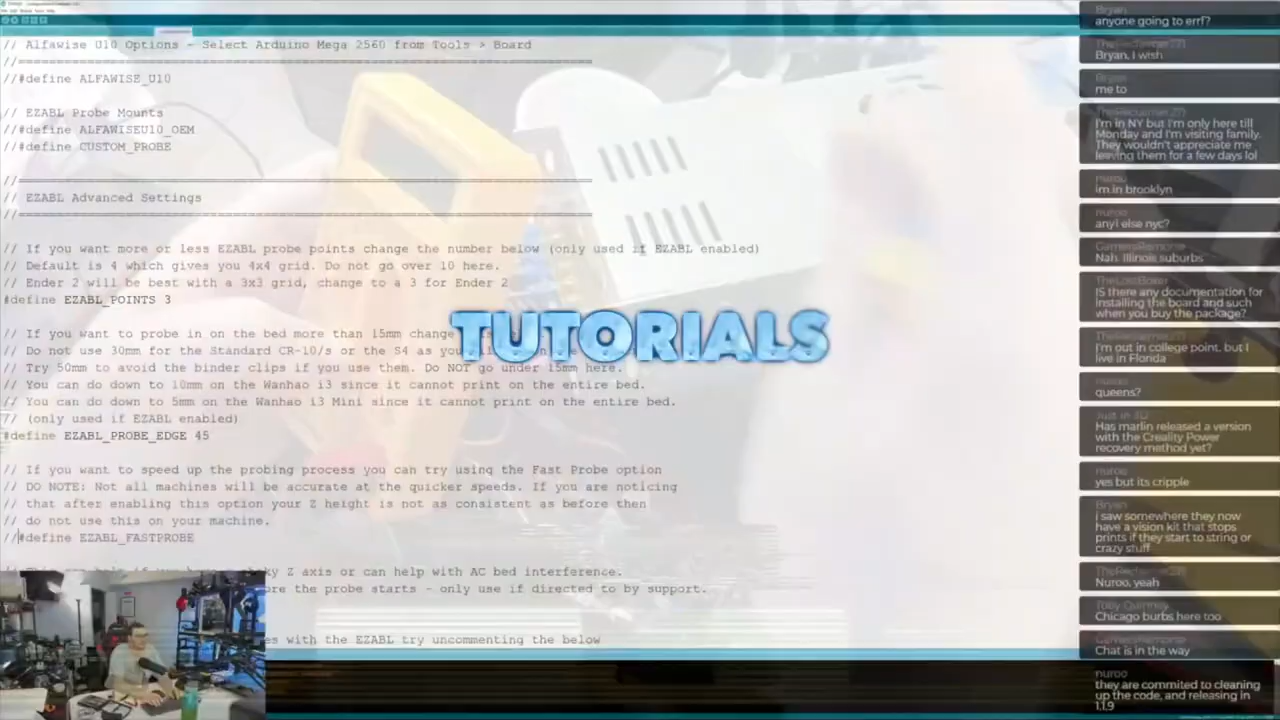 // Alfawise U10 Options - Select Arduino Mega 2560 from Tools > Board
//===========================================================================
//#define ALFAWISE_U10
// EZABL Probe Mounts
//#define ALFAWISEU10_OEM
//#define CUSTOM_PROBE
//===========================================================================
// EZABL Advanced Settings
//===========================================================================
// If you want more or less EZABL probe points change the number below (only used if EZABL enabled)
// Default is 4 which gives you 4x4 grid. Do not go over 10 here.
// Ender 2 will be best with a 3x3 grid, change to a 3 for Ender 2
#define EZABL_POINTS 3
// If you want to probe in on the bed more than 15mm change
// Do not use 30mm for the Standard CR-10/s or the S4 as you
// Try 50mm to avoid the binder clips if you use them. Do NOT go under 15mm here.
// You can do down to 10mm on the Wanhao i3 since it cannot print on the entire bed.
// You can do down to 5mm on the Wanhao i3 Mini since it cannot print on the entire bed.
// (only used if EZABL enabled)
#define EZABL_PROBE_EDGE 45
// If you want to speed up the probing process you can try using the Fast Probe option
// DO NOTE: Not all machines will be accurate at the quicker speeds. If you are noticing
// that after enabling this option your Z height is not as consistent as before then
// do not use this on your machine.
//#define EZABL_FASTPROBE
ky Z axis or can help with AC bed interference.
ore the probe starts - only use if directed to by support.
es with the EZABL try uncommenting the below
TUTORIALS
Bryan
anyone going to errf?
Bryan, I wish
Bryan
me to
I'm in NY but I'm only here till
Monday and I'm visiting family.
They wouldn't appreciate me
leaving them for a few days lol
nuroo
im in brooklyn
nuroo
anyl else nyc?
Nah. Illinois suburbs
IS there any documentation for
installing the board and such
when you buy the package?
I'm out in college point, but I
live in Florida
nuroo
queens?
Just in 3D
Has marlin released a version
with the Creality Power
recovery method yet?
nuroo
yes but its cripple
Bryan
i saw somewhere they now
have a vision kit that stops
prints if they start to string or
crazy stuff
Nuroo, yeah
Toby Quimney
Chicago burbs here too
Chat is in the way
nuroo
they are commited to cleaning
up the code, and releasing in
1.1.9